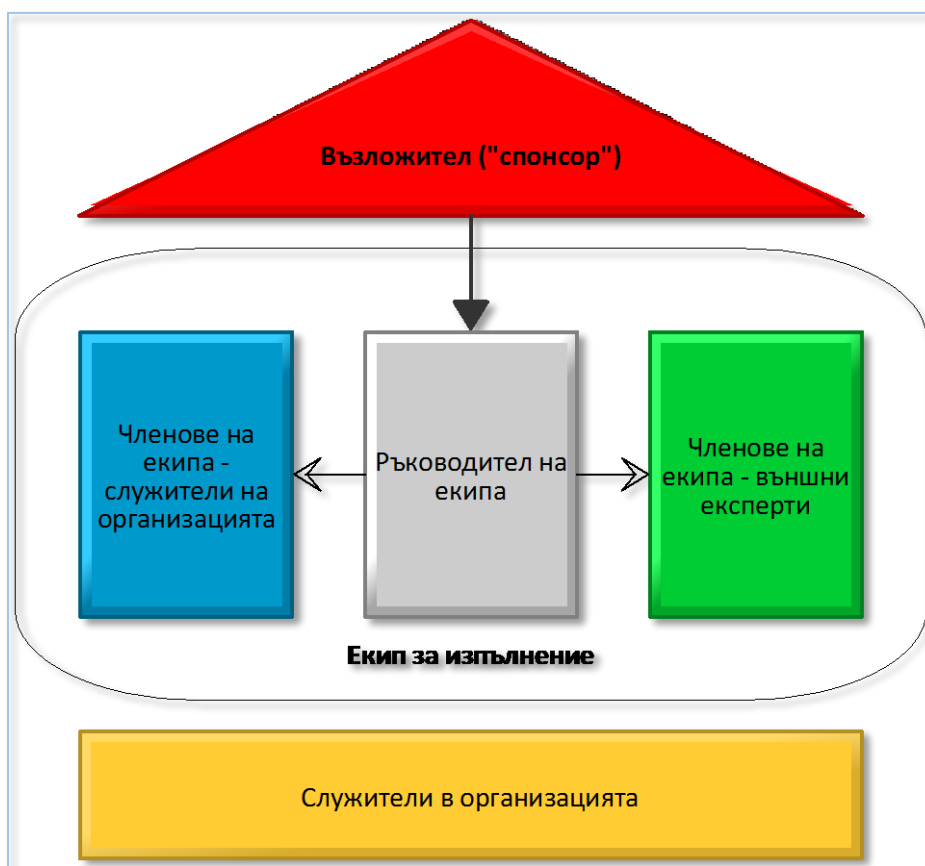 Възложител ("спонсор")
Членове на
екипа -
служители на
организацията
Ръководител на
екипа
Членове на
екипа - външни
експерти
Екип за изпълнение
Служители в организацията